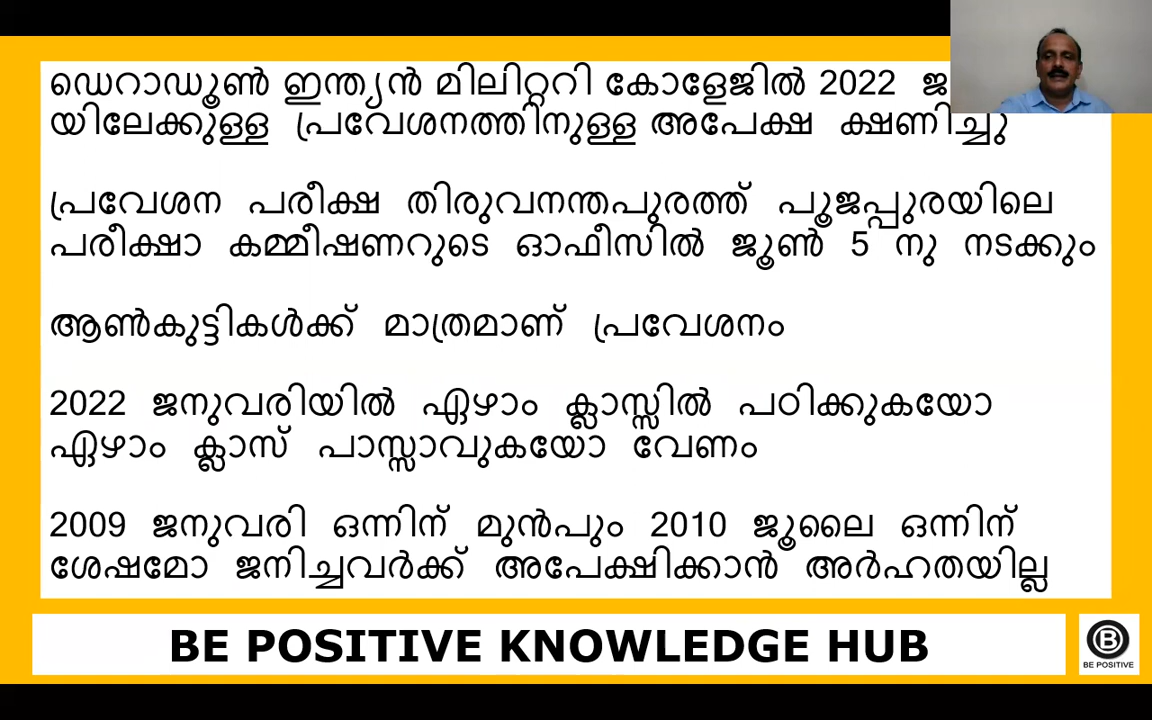 ഡെറാഡൂൺ ഇന്ത്യൻ മിലിറ്ററി കോളേജിൽ 2022
യിലേക്കുള്ള പ്രവേശനത്തിനുള്ള അപേക്ഷ ക്ഷണിച്ചു
പ്രവേശന പരീക്ഷ തിരുവനന്തപുരത്ത് പൂജപ്പുരയിലെ
പരീക്ഷാ കമ്മീഷണറുടെ ഓഫീസിൽ ജൂൺ 5 നു നടക്കും
ആൺകുട്ടികൾക്ക് മാത്രമാണ് പ്രവേശനം
2022 ജനുവരിയിൽ ഏഴാം ക്ലാസ്സിൽ പഠിക്കുകയോ
ഏഴാം ക്ലാസ് പാസ്സാവുകയോ വേണം
2009 ജനുവരി ഒന്നിന് മുൻപും 2010 ജൂലൈ ഒന്നിന്
ശേഷമോ ജനിച്ചവർക്ക് അപേക്ഷിക്കാൻ അർഹതയില്ല
BE POSITIVE KNOWLEDGE HUB
B
BE POSITIVE